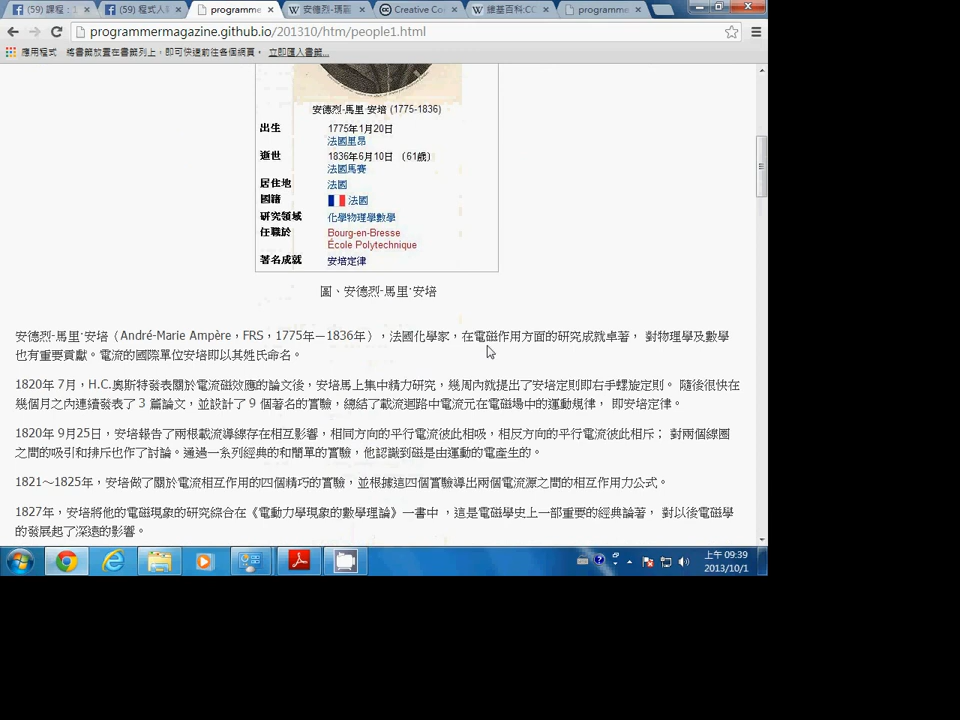 (59) 課程：1
(59) 程式人
programme
安德烈-瑪麗
Creative Co
維基百科:CC
programme
programmermagazine.github.io/201310/htm/people1.html
應用程式 將書籤放置在書籤列上，即可快速前往各個網頁。 立即匯入書籤...
安德烈-馬里·安培 (1775-1836)
出生 1775年1月20日
法國里昂
逝世 1836年6月10日 （61歲）
法國馬賽
居住地 法國
國籍 法國
研究領域 化學物理學數學
任職於 Bourg-en-Bresse
École Polytechnique
著名成就 安培定律
圖、安德烈-馬里·安培
安德烈-馬里·安培（André-Marie Ampère，FRS，1775年—1836年），法國化學家，在電磁作用方面的研究成就卓著， 對物理學及數學
也有重要貢獻。電流的國際單位安培即以其姓氏命名。
1820年 7月，H.C.奧斯特發表關於電流磁效應的論文後，安培馬上集中精力研究，幾周內就提出了安培定則即右手螺旋定則。 隨後很快在
幾個月之內連續發表了 3 篇論文，並設計了 9 個著名的實驗，總結了載流迴路中電流元在電磁場中的運動規律， 即安培定律。
1820年 9月25日，安培報告了兩根載流導線存在相互影響，相同方向的平行電流彼此相吸，相反方向的平行電流彼此相斥； 對兩個線圈
之間的吸引和排斥也作了討論。通過一系列經典的和簡單的實驗，他認識到磁是由運動的電產生的。
1821～1825年，安培做了關於電流相互作用的四個精巧的實驗，並根據這四個實驗導出兩個電流源之間的相互作用力公式。
1827年，安培將他的電磁現象的研究綜合在《電動力學現象的數學理論》一書中 ，這是電磁學史上一部重要的經典論著， 對以後電磁學
的發展起了深遠的影響。
上午 09:39
2013/10/1